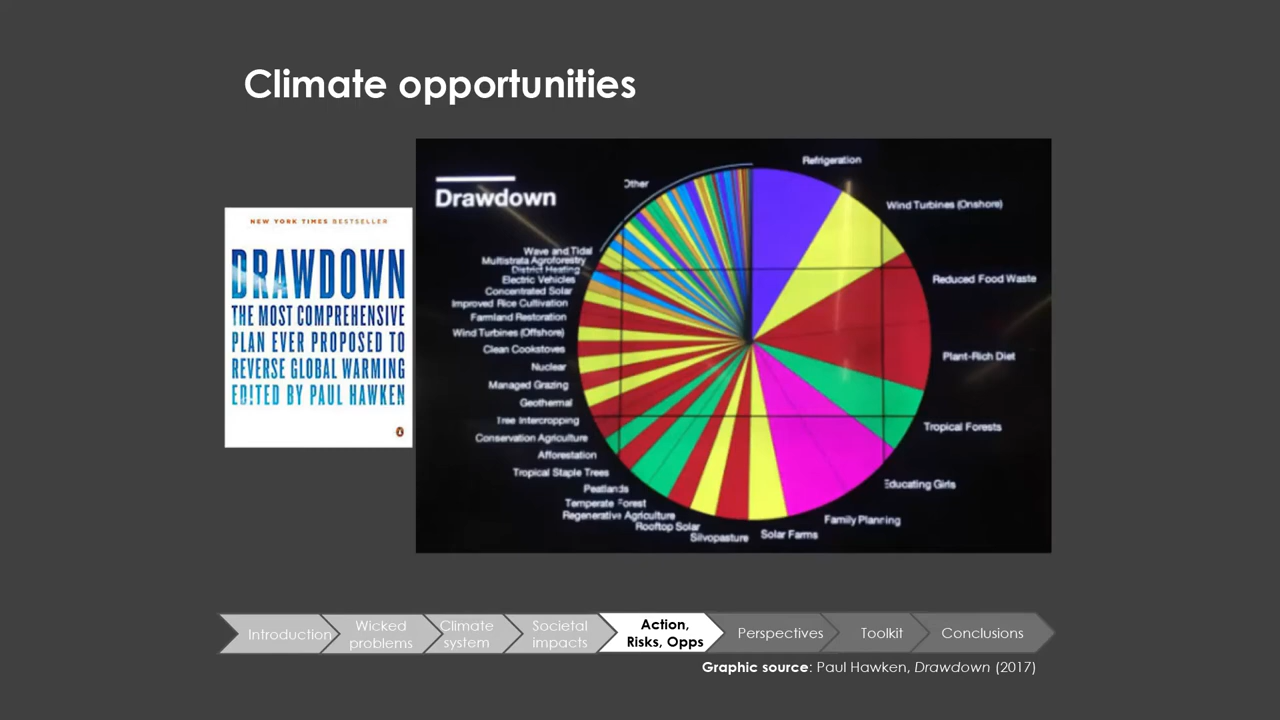 Climate opportunities
NEW YORK TIMES BESTSELLER
DRAWDOWN
THE MOST COMPREHENSIVE
PLAN EVER PROPOSED TO
REVERSE GLOBAL WARMING
EDITED BY PAUL HAWKEN
Drawdown
Refrigeration
Wind Turbines (Onshore)
Reduced Food Waste
Plant-Rich Diet
Tropical Forests
Educating Girls
Family Planning
Solar Farms
Silvopasture
Rooftop Solar
Regenerative Agriculture
Temperate Forest
Peatlands
Tropical Staple Trees
Afforestation
Conservation Agriculture
Tree Intercropping
Geothermal
Managed Grazing
Nuclear
Clean Cookstoves
Wind Turbines (Offshore)
Farmland Restoration
Improved Rice Cultivation
Concentrated Solar
Electric Vehicles
District Heating
Multistrata Agroforestry
Wave and Tidal
Other
Introduction
Wicked
problems
Climate
system
Societal
impacts
Action,
Risks, Opps
Perspectives
Toolkit
Conclusions
Graphic source: Paul Hawken, Drawdown (2017)